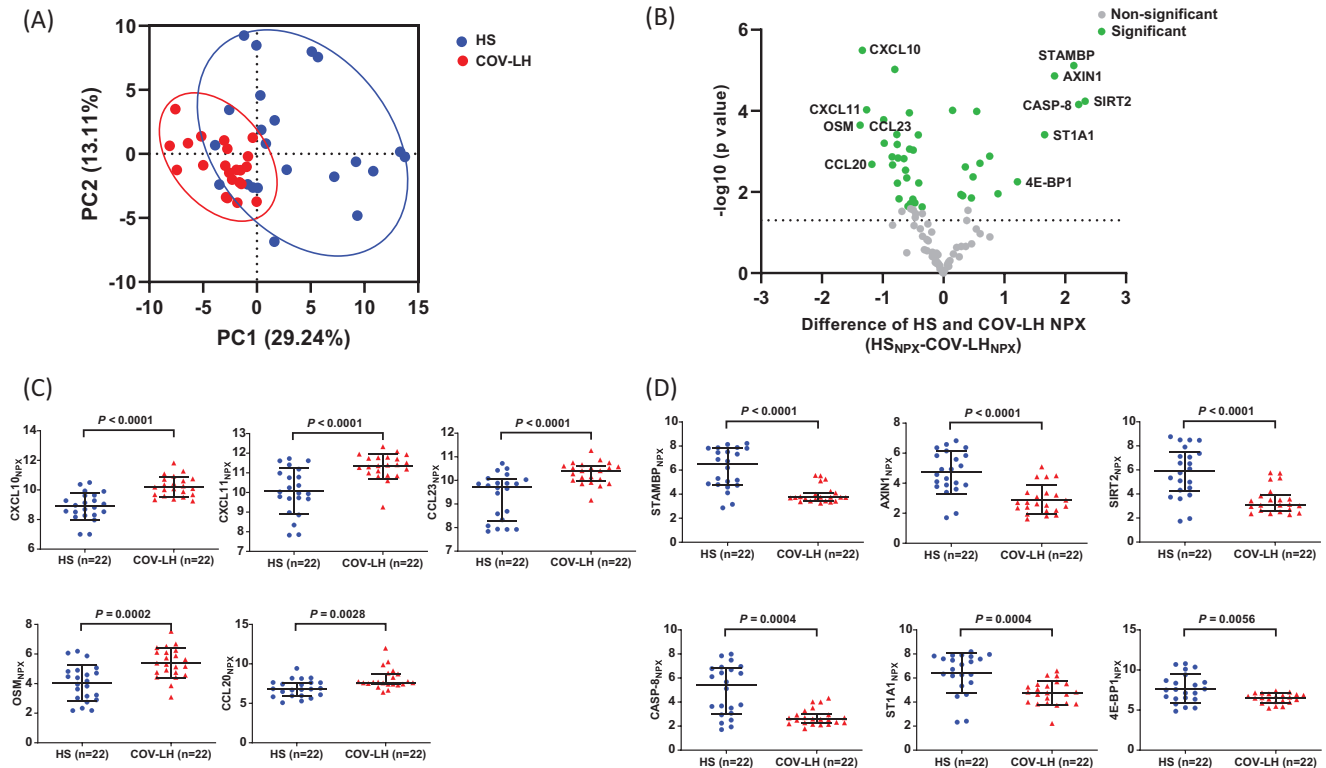 (A)
10
5
0
-5
-10
-10
-5
0
5
10
15
PC2 (13.11%)
PC1 (29.24%)
HS
COV-LH
(B)
Non-significant
Significant
6
4
2
0
-3
-2
-1
0
1
2
3
-log10 (p value)
CXCL10
STAMBP
AXIN1
CXCL11
CASP-8
SIRT2
OSM
CCL23
ST1A1
CCL20
4E-BP1
Difference of HS and COV-LH NPX
(HSNPX-COV-LHNPX)
(C)
P < 0.0001
14
12
10
8
6
CXCL10NPX
HS (n=22)
COV-LH (n=22)
P < 0.0001
13
12
11
10
9
8
7
CXCL11NPX
HS (n=22)
COV-LH (n=22)
P < 0.0001
12
11
10
9
8
7
CCL23NPX
HS (n=22)
COV-LH (n=22)
P = 0.0002
8
6
4
2
0
OSMNPX
HS (n=22)
COV-LH (n=22)
P = 0.0028
15
10
5
0
CCL20NPX
HS (n=22)
COV-LH (n=22)
(D)
P < 0.0001
10
8
6
4
2
0
STAMBPNPX
HS (n=22)
COV-LH (n=22)
P < 0.0001
8
6
4
2
0
AXIN1NPX
HS (n=22)
COV-LH (n=22)
P < 0.0001
10
8
6
4
2
0
SIRT2NPX
HS (n=22)
COV-LH (n=22)
P = 0.0004
10
8
6
4
2
0
CASP-8NPX
HS (n=22)
COV-LH (n=22)
P = 0.0004
10
8
6
4
2
0
ST1A1NPX
HS (n=22)
COV-LH (n=22)
P = 0.0056
15
10
5
0
4E-BP1NPX
HS (n=22)
COV-LH (n=22)